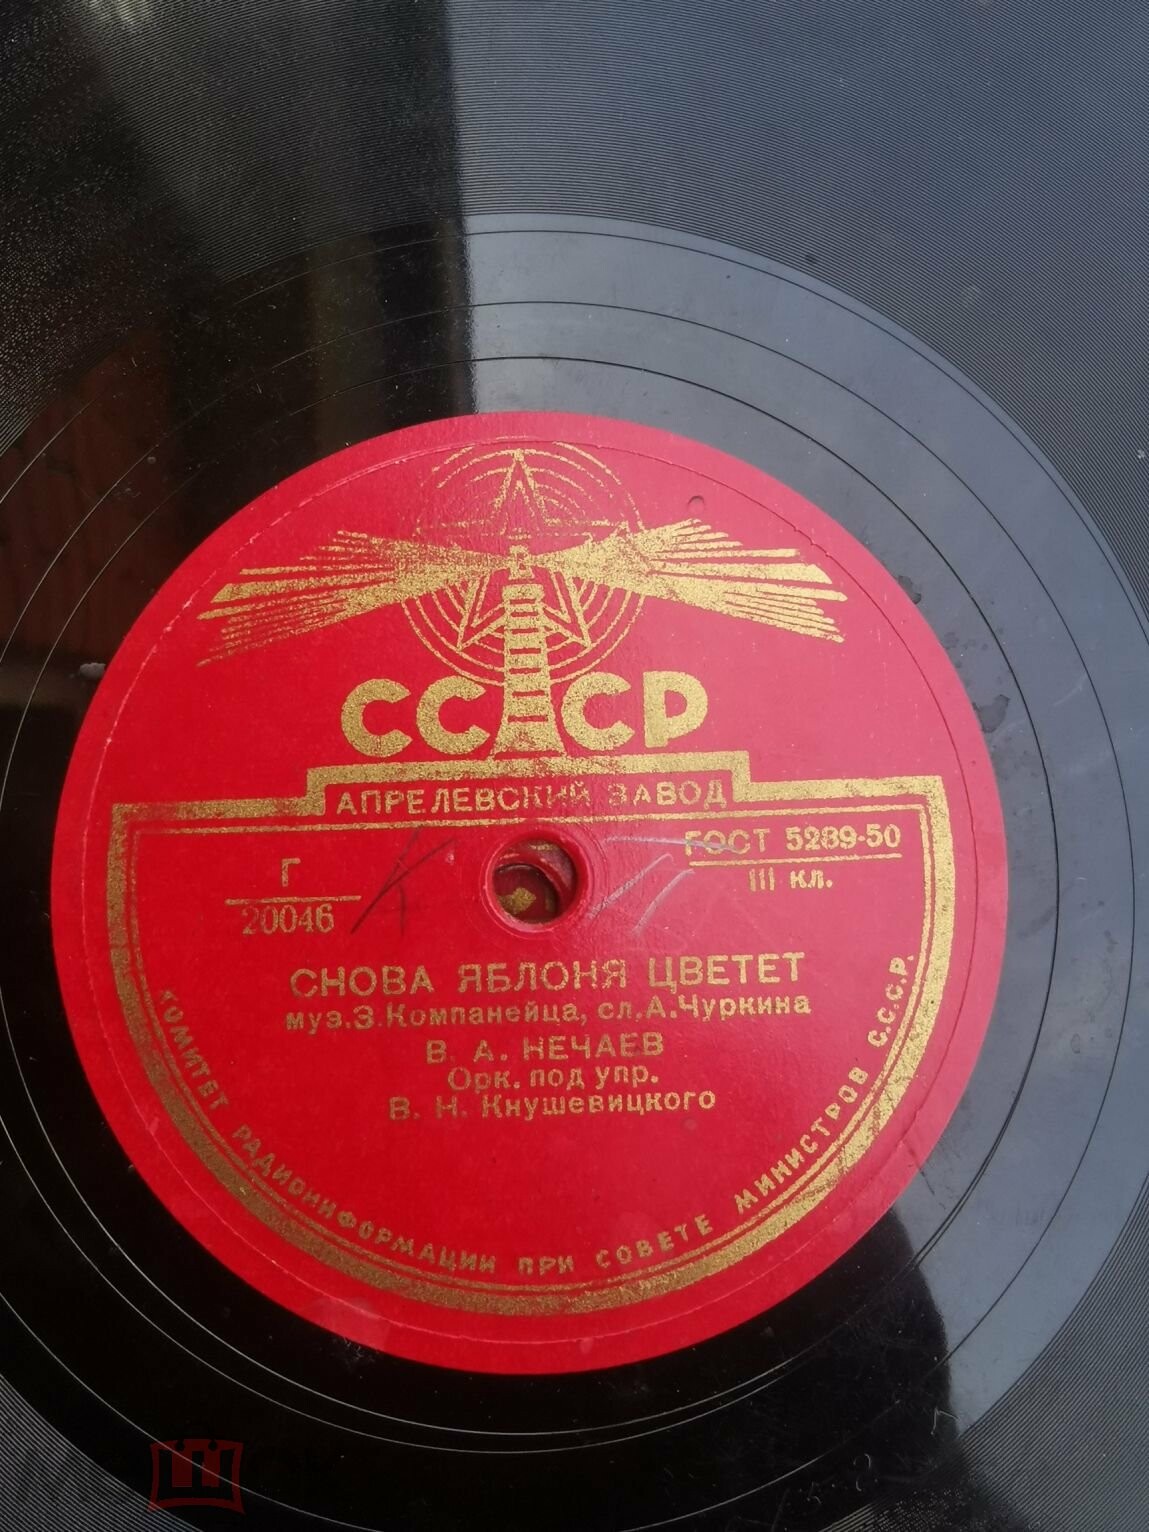 СССР
АПРЕЛЕВСКИЙ ЗАВОД
ГОСТ 5289-50
III кл.
Г
20046
СНОВА ЯБЛОНЯ ЦВЕТЕТ
муз.З.Компанейца, сл.А.Чуркина
В. А. НЕЧАЕВ
Орк. под упр.
В. Н. Кнушевицкого
КОМИТЕТ РАДИОИНФОРМАЦИИ ПРИ СОВЕТЕ МИНИСТРОВ С.С.С.Р.